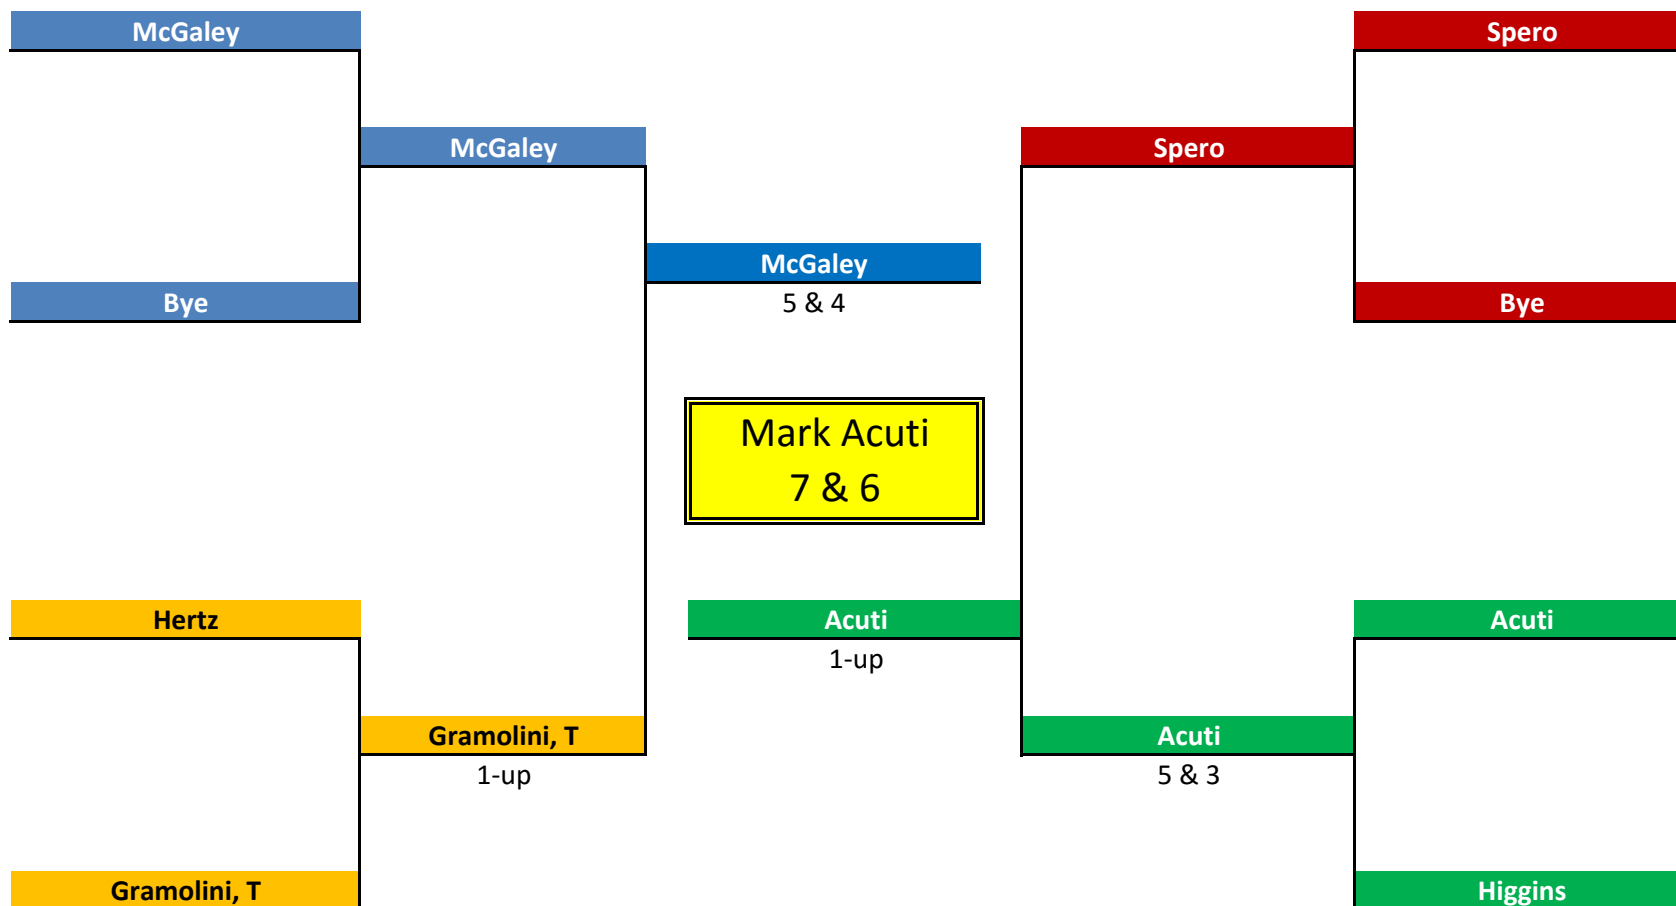 McGaley
Spero
McGaley
Spero
McGaley
5 & 4
Bye
Bye
Mark Acuti
7 & 6
Hertz
Acuti
1-up
Acuti
Gramolini, T
1-up
Acuti
5 & 3
Gramolini, T
Higgins